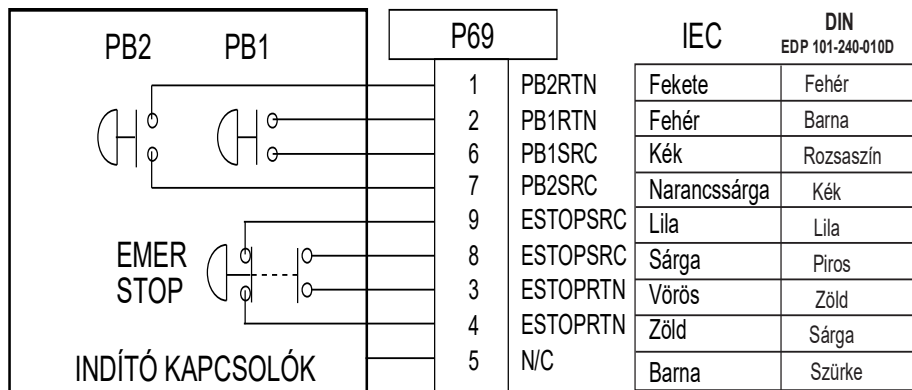 PB2 PB1 P69 IEC DIN
EDP 101-240-010D
1 PB2RTN Fekete Fehér
2 PB1RTN Fehér Barna
6 PB1SRC Kék Rozsaszín
7 PB2SRC Narancssárga Kék
9 ESTOPSRC Lila Lila
EMER 8 ESTOPSRC Sárga Piros
STOP 3 ESTOPRTN Vörös Zöld
4 ESTOPRTN Zöld Sárga
INDÍTÓ KAPCSOLÓK 5 N/C Barna Szürke